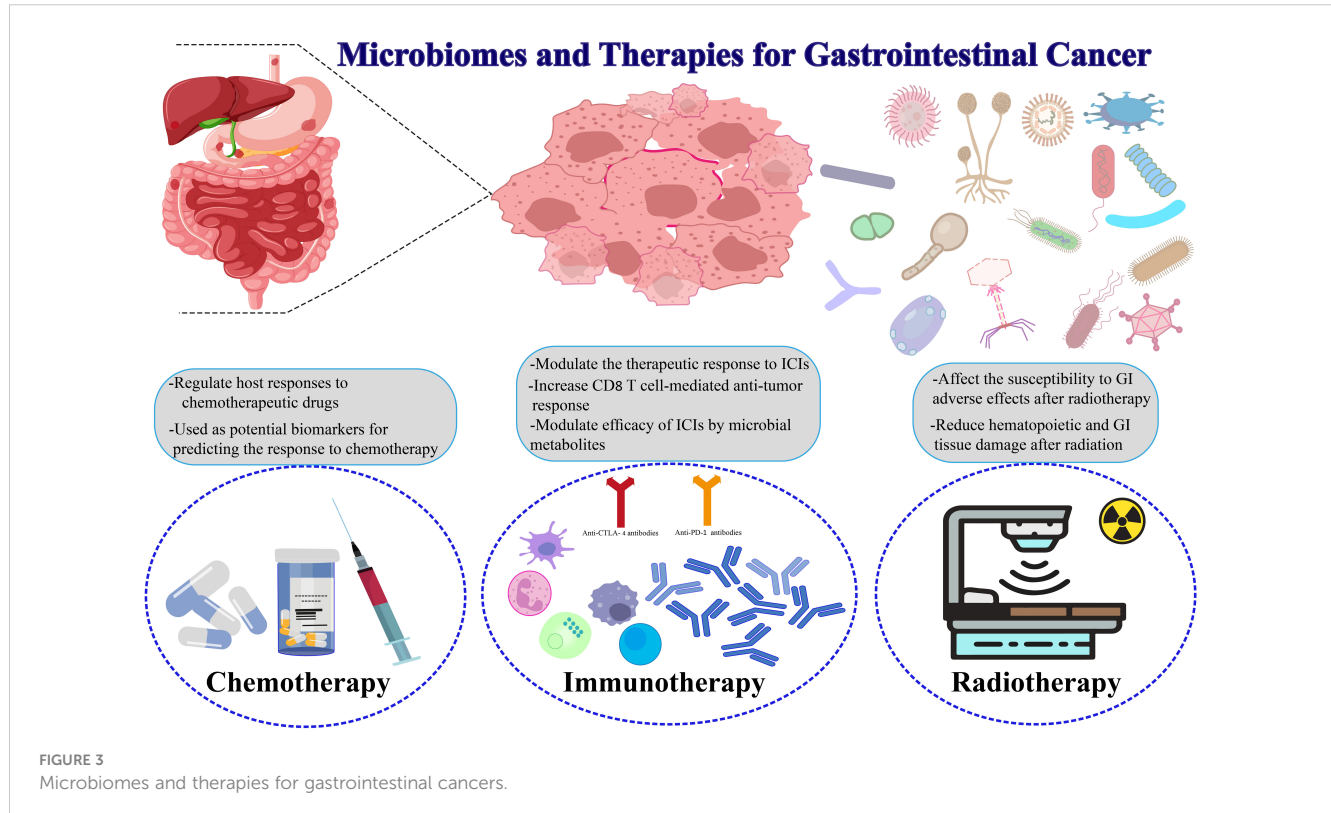 Microbiomes and Therapies for Gastrointestinal Cancer
-Regulate host responses to
chemotherapeutic drugs
-Used as potential biomarkers for
predicting the response to chemotherapy
-Modulate the therapeutic response to ICIs
-Increase CD8 T cell-mediated anti-tumor
response
-Modulate efficacy of ICIs by microbial
metabolites
-Affect the susceptibility to GI
adverse effects after radiotherapy
-Reduce hematopoietic and GI
tissue damage after radiation
Anti-CTLA- 4 antibodies
Anti-PD-1 antibodies
Chemotherapy
Immunotherapy
Radiotherapy
FIGURE 3
Microbiomes and therapies for gastrointestinal cancers.